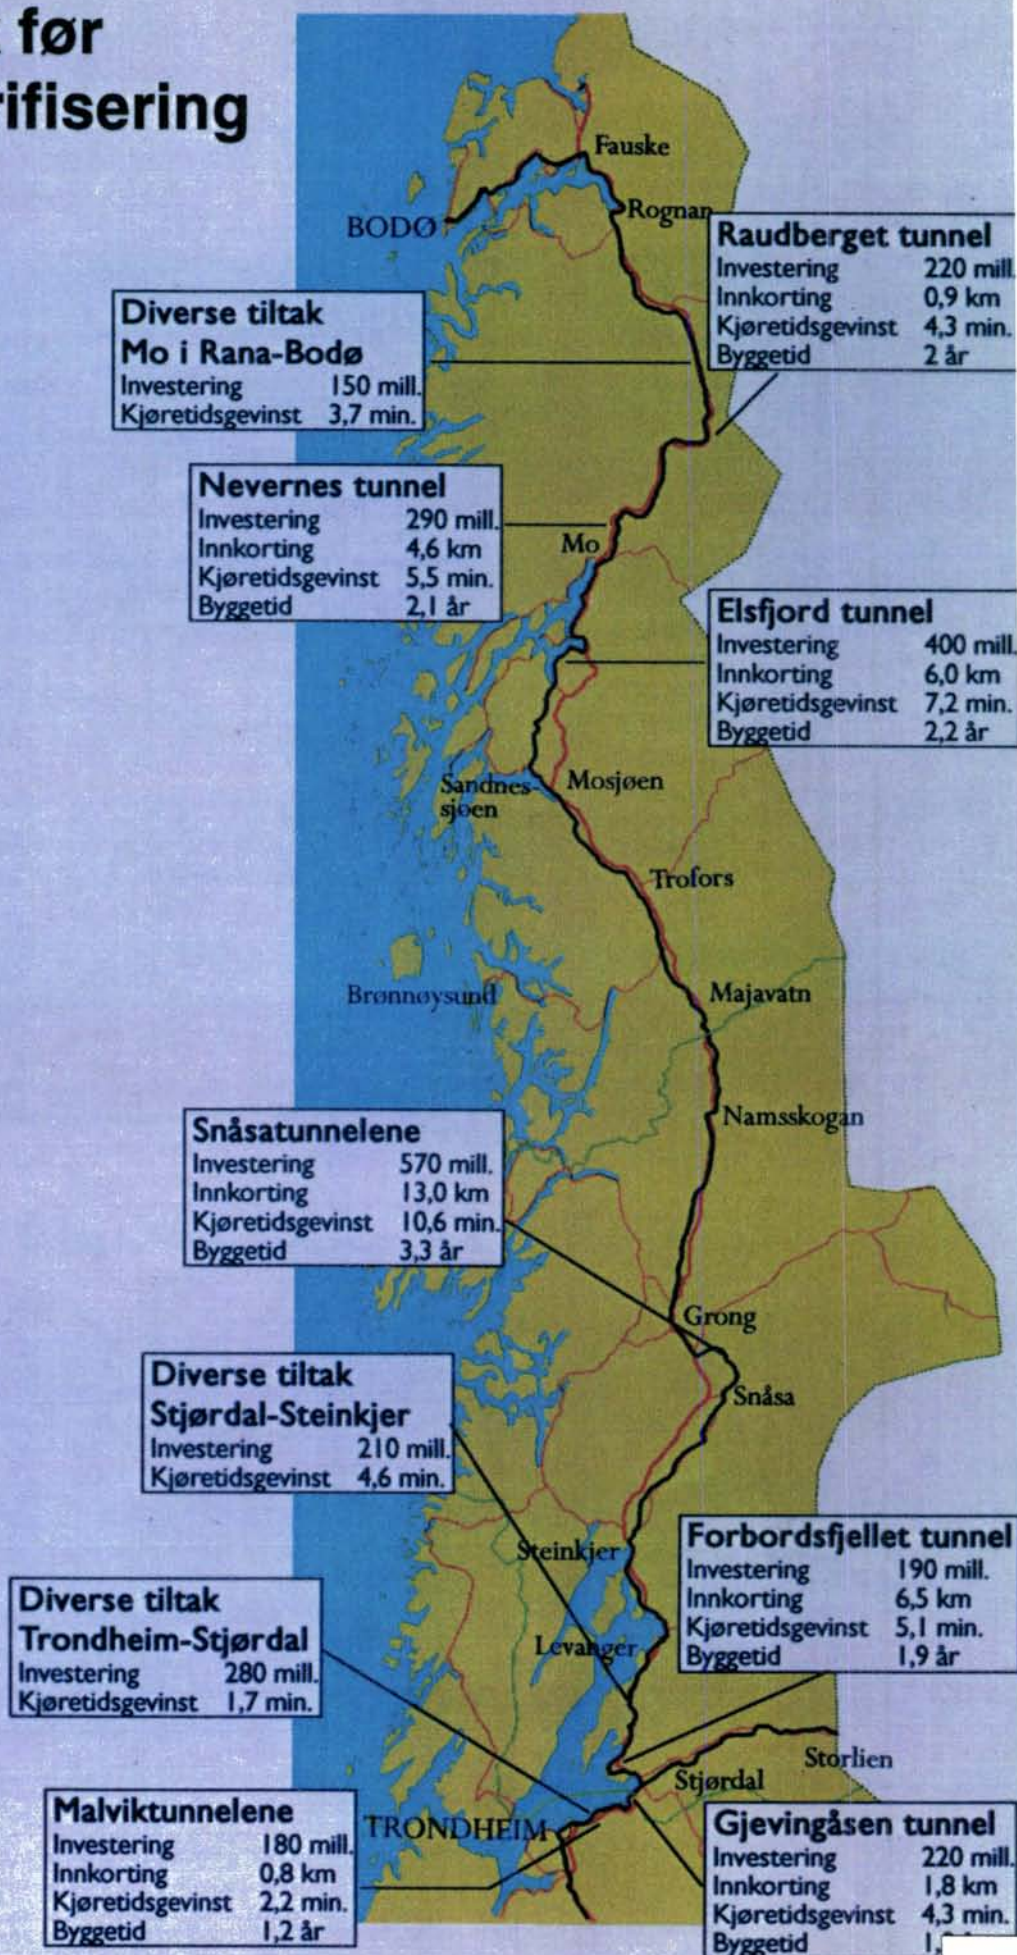 før
rifisering
Fauske
BODØ
Rognan
Raudberget tunnel
Investering 220 mill.
Innkorting 0,9 km
Kjøretidsgevinst 4,3 min.
Byggetid 2 år
Diverse tiltak
Mo i Rana-Bodø
Investering 150 mill.
Kjøretidsgevinst 3,7 min.
Nevernes tunnel
Investering 290 mill.
Innkorting 4,6 km
Kjøretidsgevinst 5,5 min.
Byggetid 2,1 år
Mo
Elsfjord tunnel
Investering 400 mill.
Innkorting 6,0 km
Kjøretidsgevinst 7,2 min.
Byggetid 2,2 år
Sandnes-
sjøen
Mosjøen
Trofors
Brønnøysund
Majavatn
Namsskogan
Snåsatunnelene
Investering 570 mill.
Innkorting 13,0 km
Kjøretidsgevinst 10,6 min.
Byggetid 3,3 år
Grong
Snåsa
Diverse tiltak
Stjørdal-Steinkjer
Investering 210 mill.
Kjøretidsgevinst 4,6 min.
Steinkjer
Forbordsfjellet tunnel
Investering 190 mill.
Innkorting 6,5 km
Kjøretidsgevinst 5,1 min.
Byggetid 1,9 år
Diverse tiltak
Trondheim-Stjørdal
Investering 280 mill.
Kjøretidsgevinst 1,7 min.
Levanger
Storlien
Stjørdal
TRONDHEIM
Malviktunnelene
Investering 180 mill.
Innkorting 0,8 km
Kjøretidsgevinst 2,2 min.
Byggetid 1,2 år
Gjevingåsen tunnel
Investering 220 mill.
Innkorting 1,8 km
Kjøretidsgevinst 4,3 min.
Byggetid